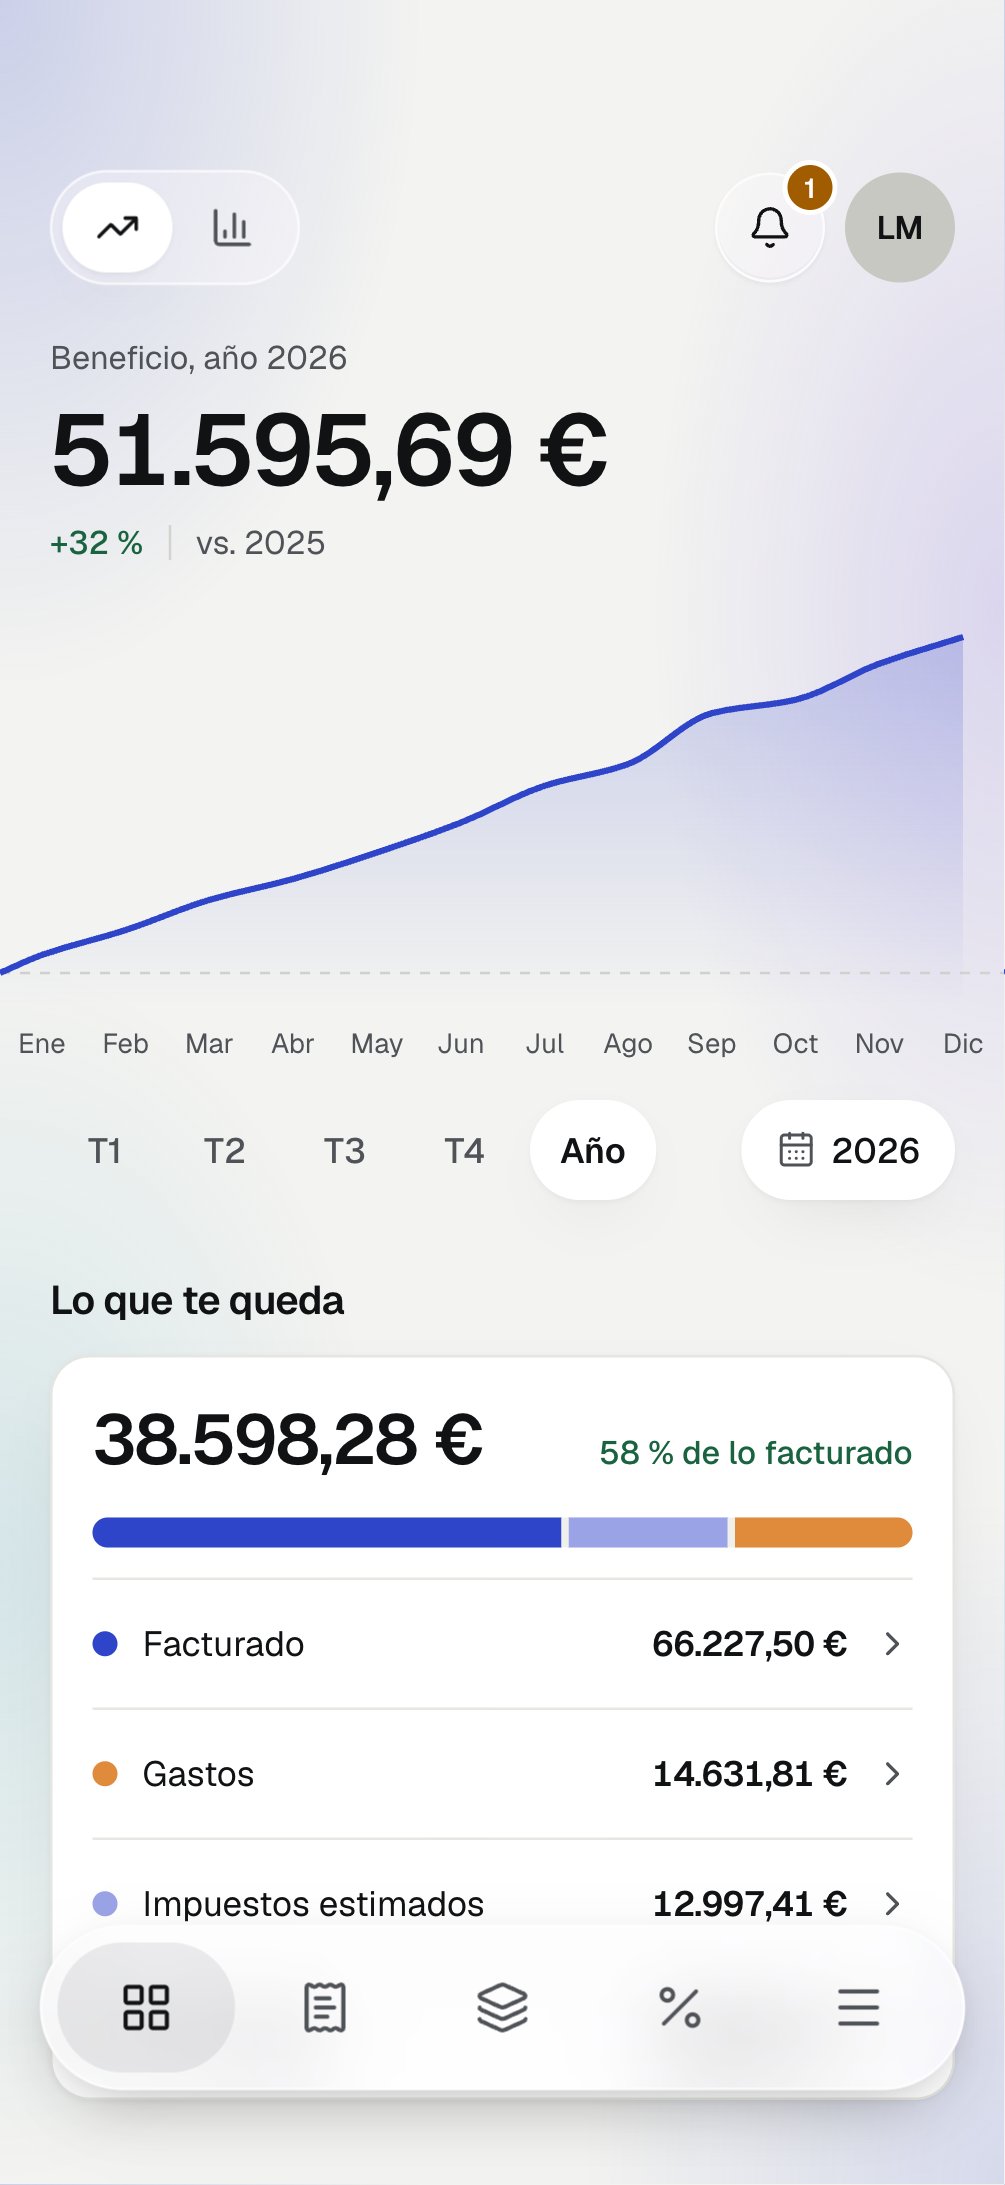 1
LM
Beneficio, año 2026
51.595,69 €
+32 % vs. 2025
Ene Feb Mar Abr May Jun Jul Ago Sep Oct Nov Dic
T1 T2 T3 T4 Año 2026
Lo que te queda
38.598,28 € 58 % de lo facturado
Facturado 66.227,50 €
Gastos 14.631,81 €
Impuestos estimados 12.997,41 €